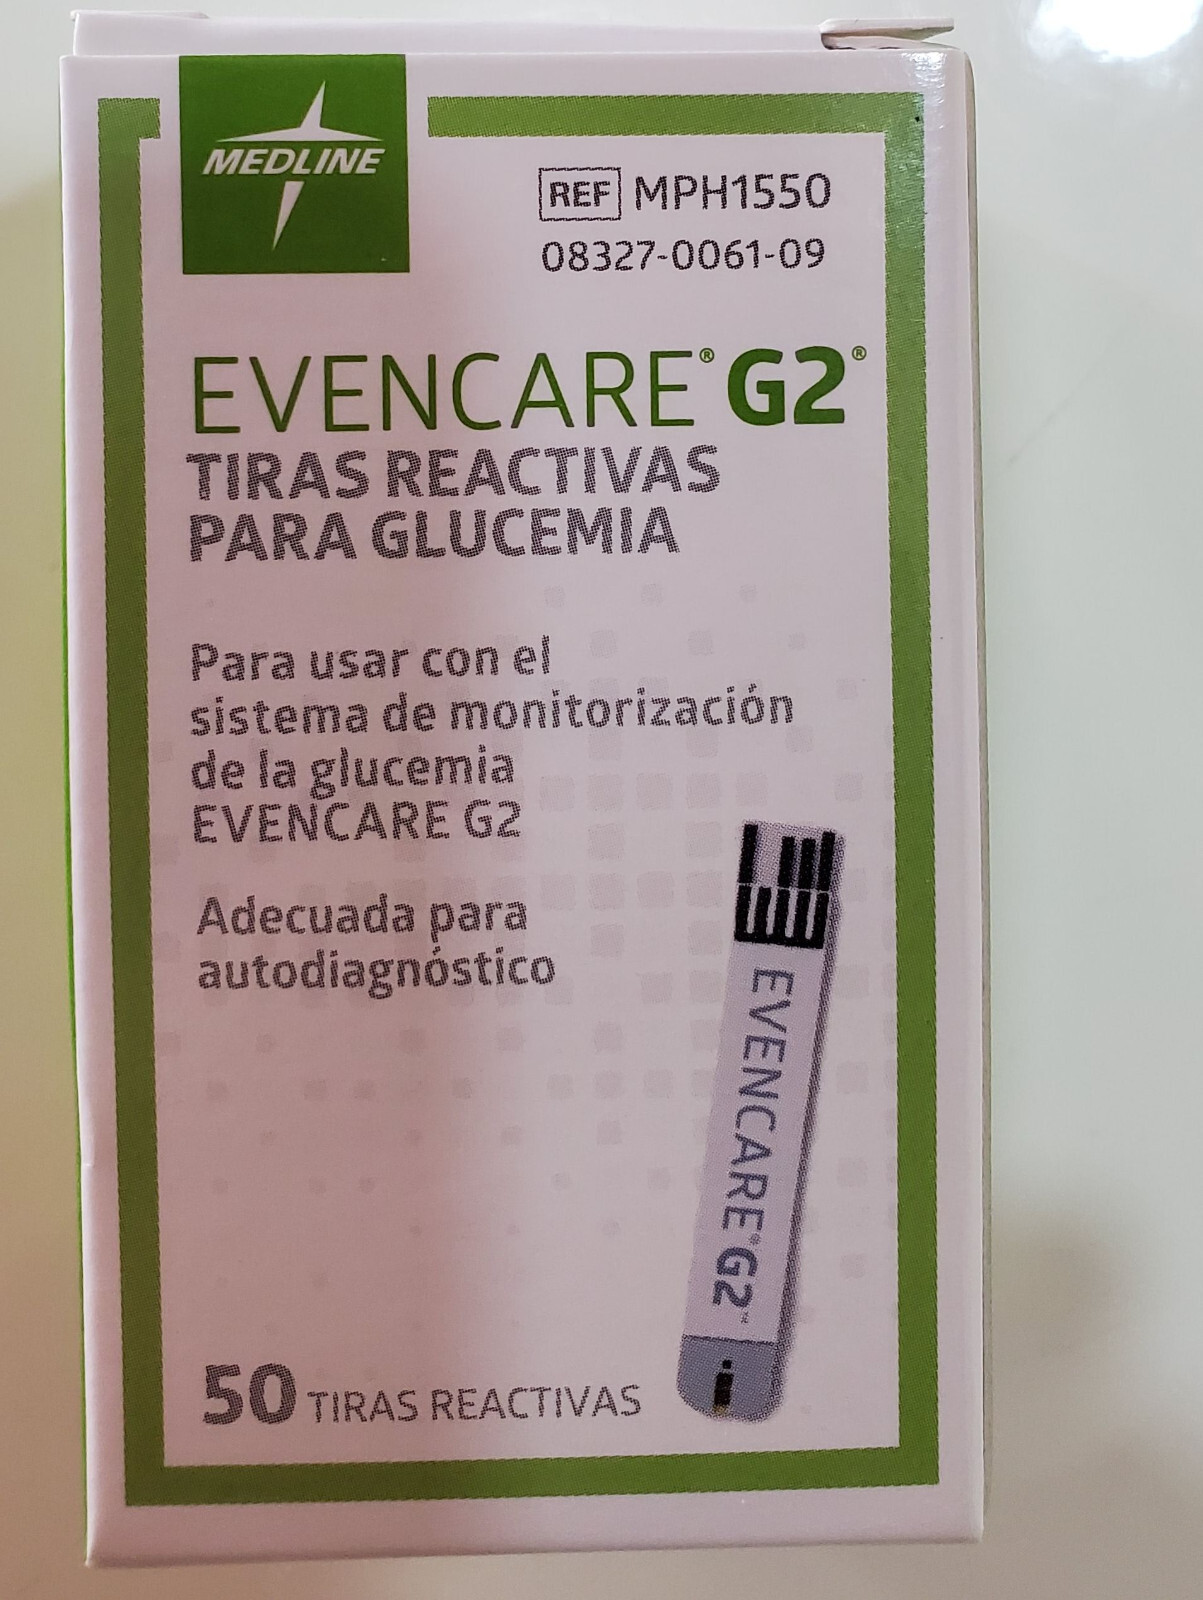 MEDLINE
REF MPH1550
08327-0061-09
EVENCARE® G2®
TIRAS REACTIVAS
PARA GLUCEMIA
Para usar con el
sistema de monitorización
de la glucemia
EVENCARE G2
Adecuada para
autodiagnóstico
EVENCARE® G2™
50 TIRAS REACTIVAS